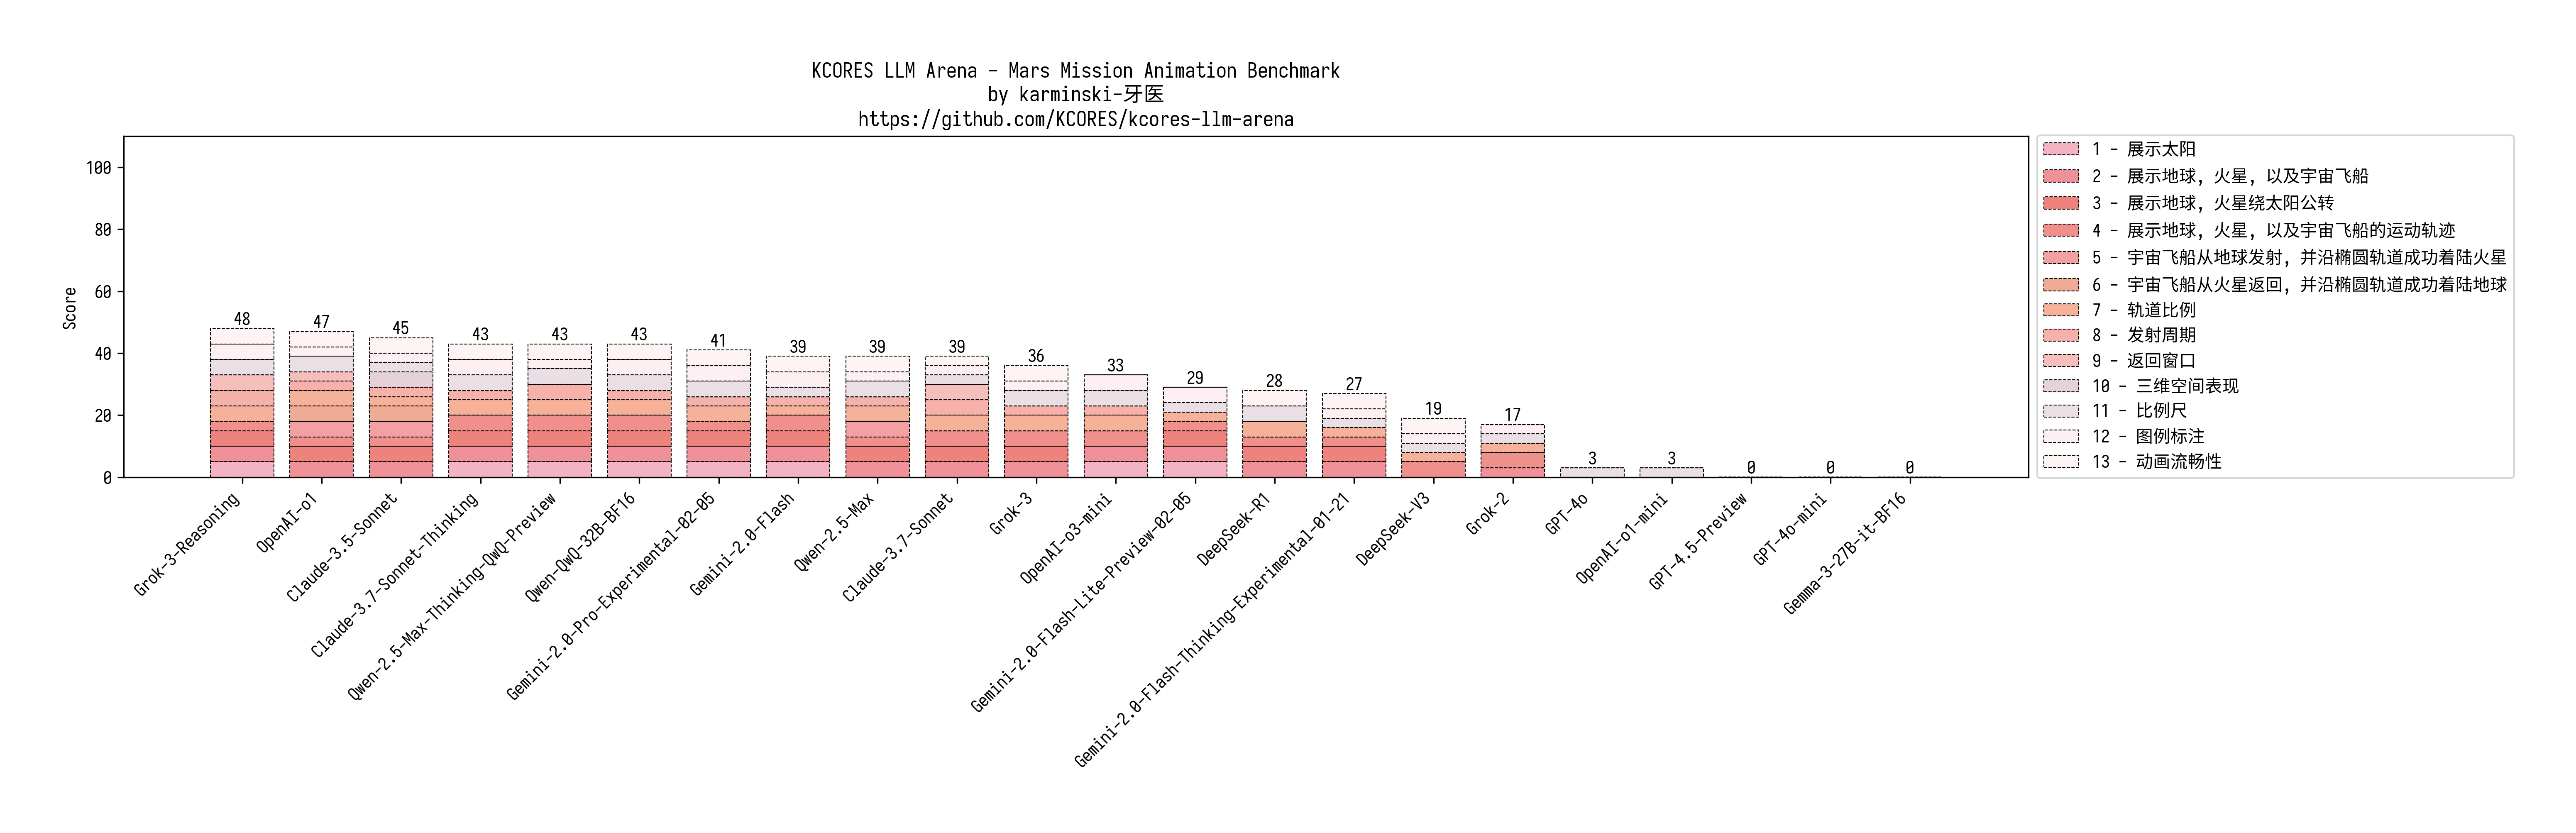 KCORES LLM Arena - Mars Mission Animation Benchmark
by karminski-牙医
https://github.com/KCORES/kcores-llm-arena
Score
100
80
60
40
20
0
48
47
45
43
43
43
41
39
39
39
36
33
29
28
27
19
17
3
3
0
0
0
Grok-3-Reasoning
OpenAI-o1
Claude-3.5-Sonnet
Claude-3.7-Sonnet-Thinking
Qwen-2.5-Max-Thinking-QwQ-Preview
Qwen-QwQ-32B-BF16
Gemini-2.0-Pro-Experimental-02-05
Gemini-2.0-Flash
Qwen-2.5-Max
Claude-3.7-Sonnet
Grok-3
OpenAI-o3-mini
Gemini-2.0-Flash-Lite-Preview-02-05
DeepSeek-R1
Gemini-2.0-Flash-Thinking-Experimental-01-21
DeepSeek-V3
Grok-2
GPT-4o
OpenAI-o1-mini
GPT-4.5-Preview
GPT-4o-mini
Gemma-3-27B-it-BF16
1 - 展示太阳
2 - 展示地球，火星，以及宇宙飞船
3 - 展示地球，火星绕太阳公转
4 - 展示地球，火星，以及宇宙飞船的运动轨迹
5 - 宇宙飞船从地球发射，并沿椭圆轨道成功着陆火星
6 - 宇宙飞船从火星返回，并沿椭圆轨道成功着陆地球
7 - 轨道比例
8 - 发射周期
9 - 返回窗口
10 - 三维空间表现
11 - 比例尺
12 - 图例标注
13 - 动画流畅性